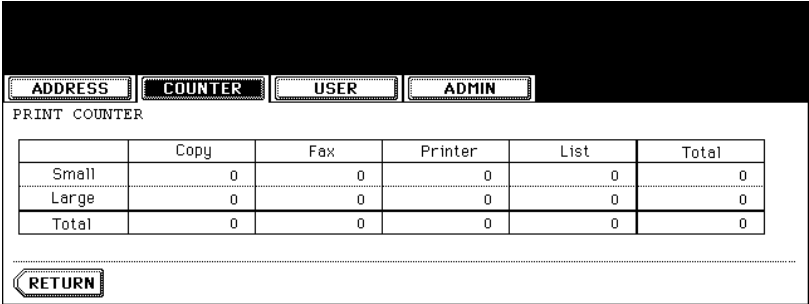 ADDRESS COUNTER USER ADMIN
PRINT COUNTER
Copy Fax Printer List Total
Small 0 0 0 0 0
Large 0 0 0 0 0
Total 0 0 0 0 0
RETURN